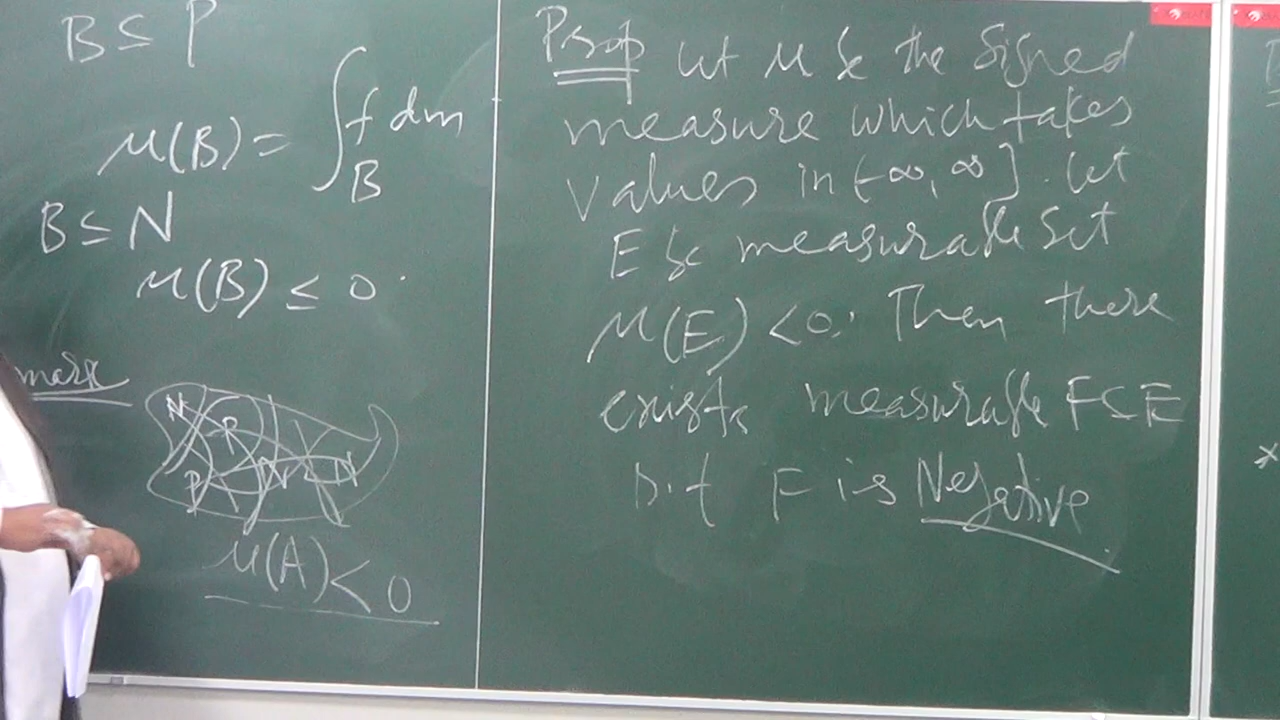 B ⊆ P
μ(B) = ∫_B f dm
B ⊆ N
μ(B) ≤ 0.
mark
N P
P N N
μ(A) < 0
Prop Let μ be the signed
measure which takes
values in (-∞, ∞]. Let
E be measurable set
μ(E) < 0. Then there
exists measurable F ⊆ E
s.t F is Negative